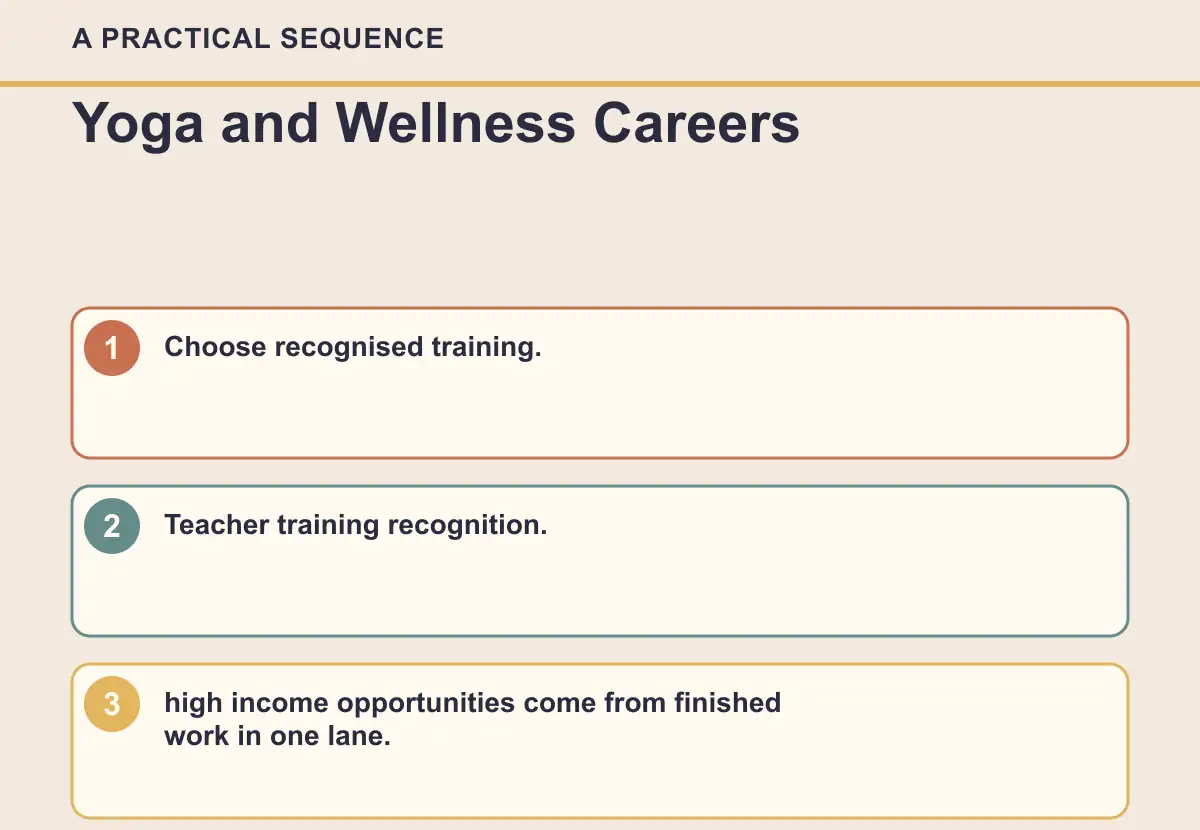 A PRACTICAL SEQUENCE
Yoga and Wellness Careers
1
Choose recognised training.
2
Teacher training recognition.
3
high income opportunities come from finished
work in one lane.